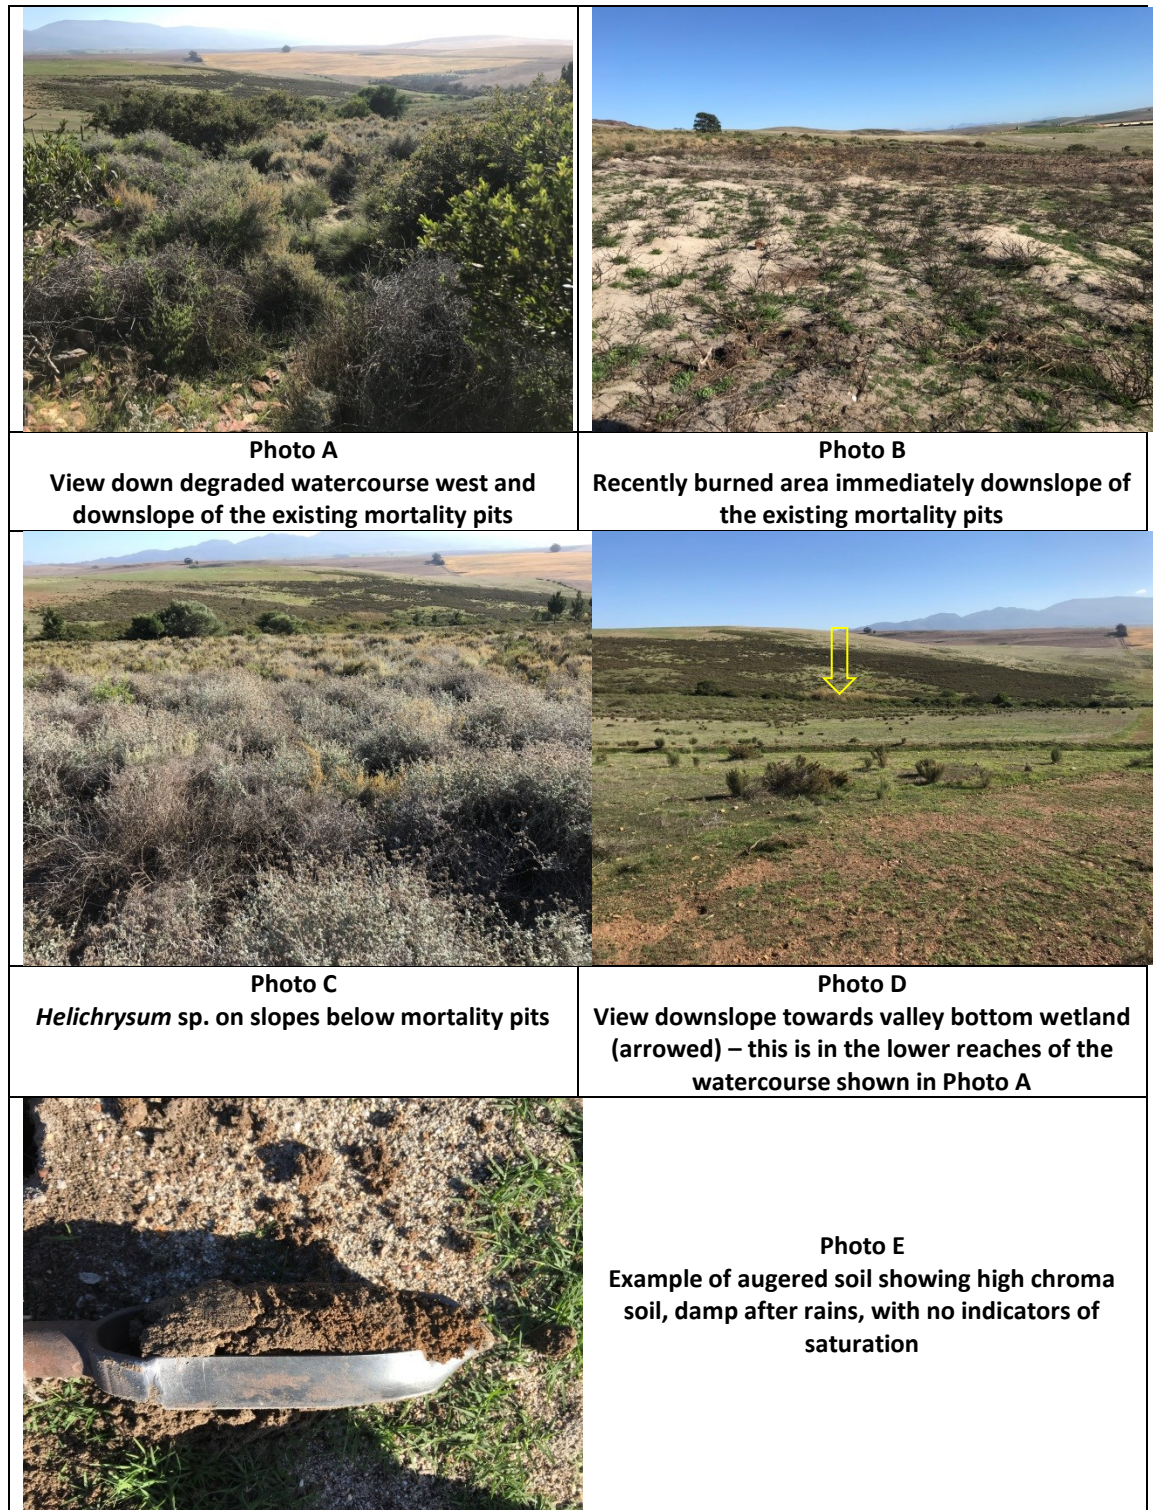 Photo A
View down degraded watercourse west and
downslope of the existing mortality pits
Photo B
Recently burned area immediately downslope of
the existing mortality pits
Photo C
Helichrysum sp. on slopes below mortality pits
Photo D
View downslope towards valley bottom wetland
(arrowed) – this is in the lower reaches of the
watercourse shown in Photo A
Photo E
Example of augered soil showing high chroma
soil, damp after rains, with no indicators of
saturation